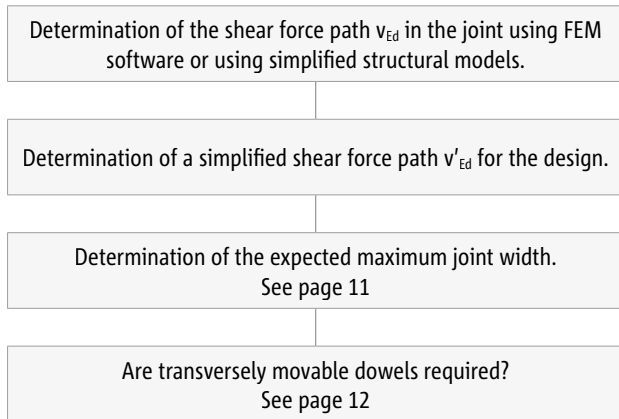 Determination of the shear force path vEd in the joint using FEM
software or using simplified structural models.
Determination of a simplified shear force path v'Ed for the design.
Determination of the expected maximum joint width.
See page 11
Are transversely movable dowels required?
See page 12